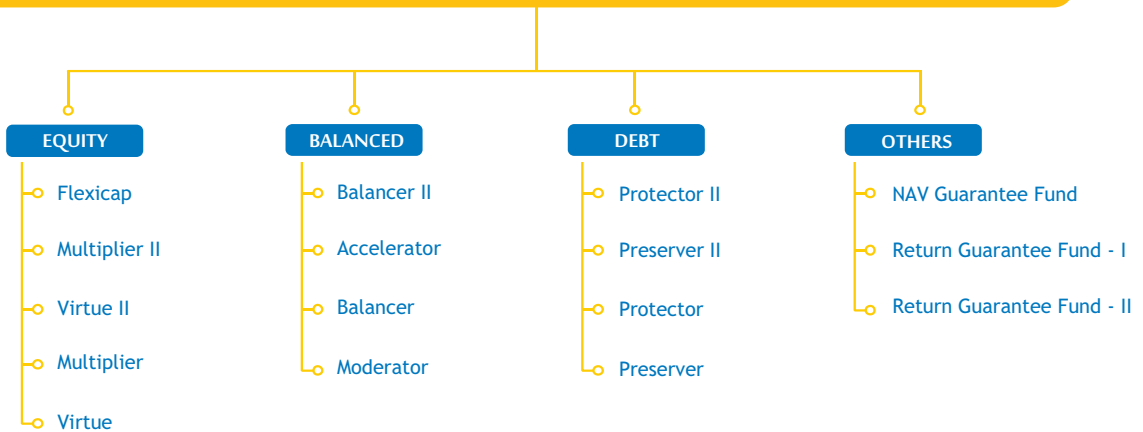 EQUITY
Flexicap
Multiplier II
Virtue II
Multiplier
Virtue
BALANCED
Balancer II
Accelerator
Balancer
Moderator
DEBT
Protector II
Preserver II
Protector
Preserver
OTHERS
NAV Guarantee Fund
Return Guarantee Fund - I
Return Guarantee Fund - II